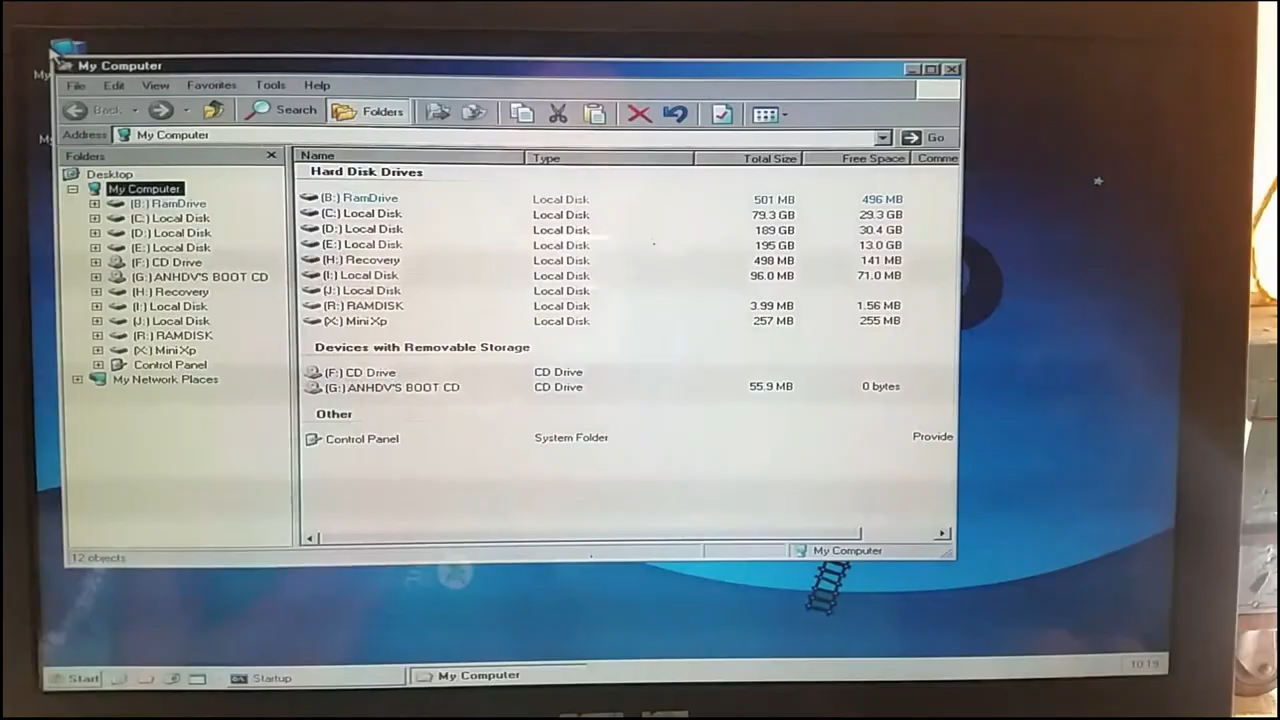 My Computer
File Edit View Favorites Tools Help
Back Search Folders
Address My Computer Go
Folders
Name Type Total Size Free Space Comme
Desktop
My Computer
(B:) RamDrive
(C:) Local Disk
(D:) Local Disk
(E:) Local Disk
(F:) CD Drive
(G:) ANHDV'S BOOT CD
(H:) Recovery
(I:) Local Disk
(J:) Local Disk
(R:) RAMDISK
(X:) MiniXp
Control Panel
My Network Places
Hard Disk Drives
(B:) RamDrive Local Disk 501 MB 496 MB
(C:) Local Disk Local Disk 79.3 GB 29.3 GB
(D:) Local Disk Local Disk 189 GB 30.4 GB
(E:) Local Disk Local Disk 195 GB 13.0 GB
(H:) Recovery Local Disk 498 MB 141 MB
(I:) Local Disk Local Disk 96.0 MB 71.0 MB
(J:) Local Disk Local Disk
(R:) RAMDISK Local Disk 3.99 MB 1.56 MB
(X:) MiniXp Local Disk 257 MB 255 MB
Devices with Removable Storage
(F:) CD Drive CD Drive
(G:) ANHDV'S BOOT CD CD Drive 55.9 MB 0 bytes
Other
Control Panel System Folder Provide
12 objects My Computer
Start Startup My Computer